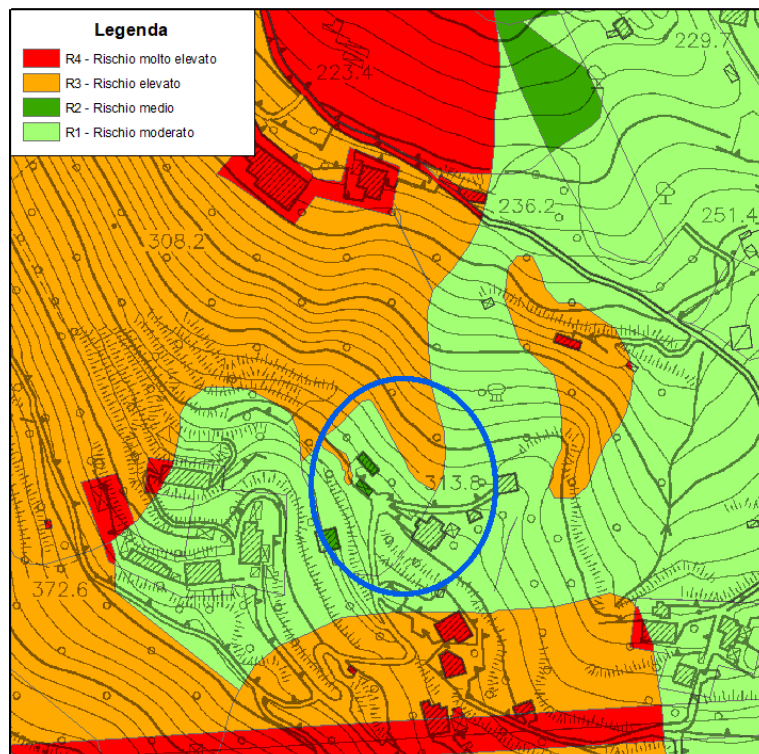 Legenda
R4 - Rischio molto elevato
R3 - Rischio elevato
R2 - Rischio medio
R1 - Rischio moderato
229.7
223.4
236.2
251.4
308.2
313.8
372.6